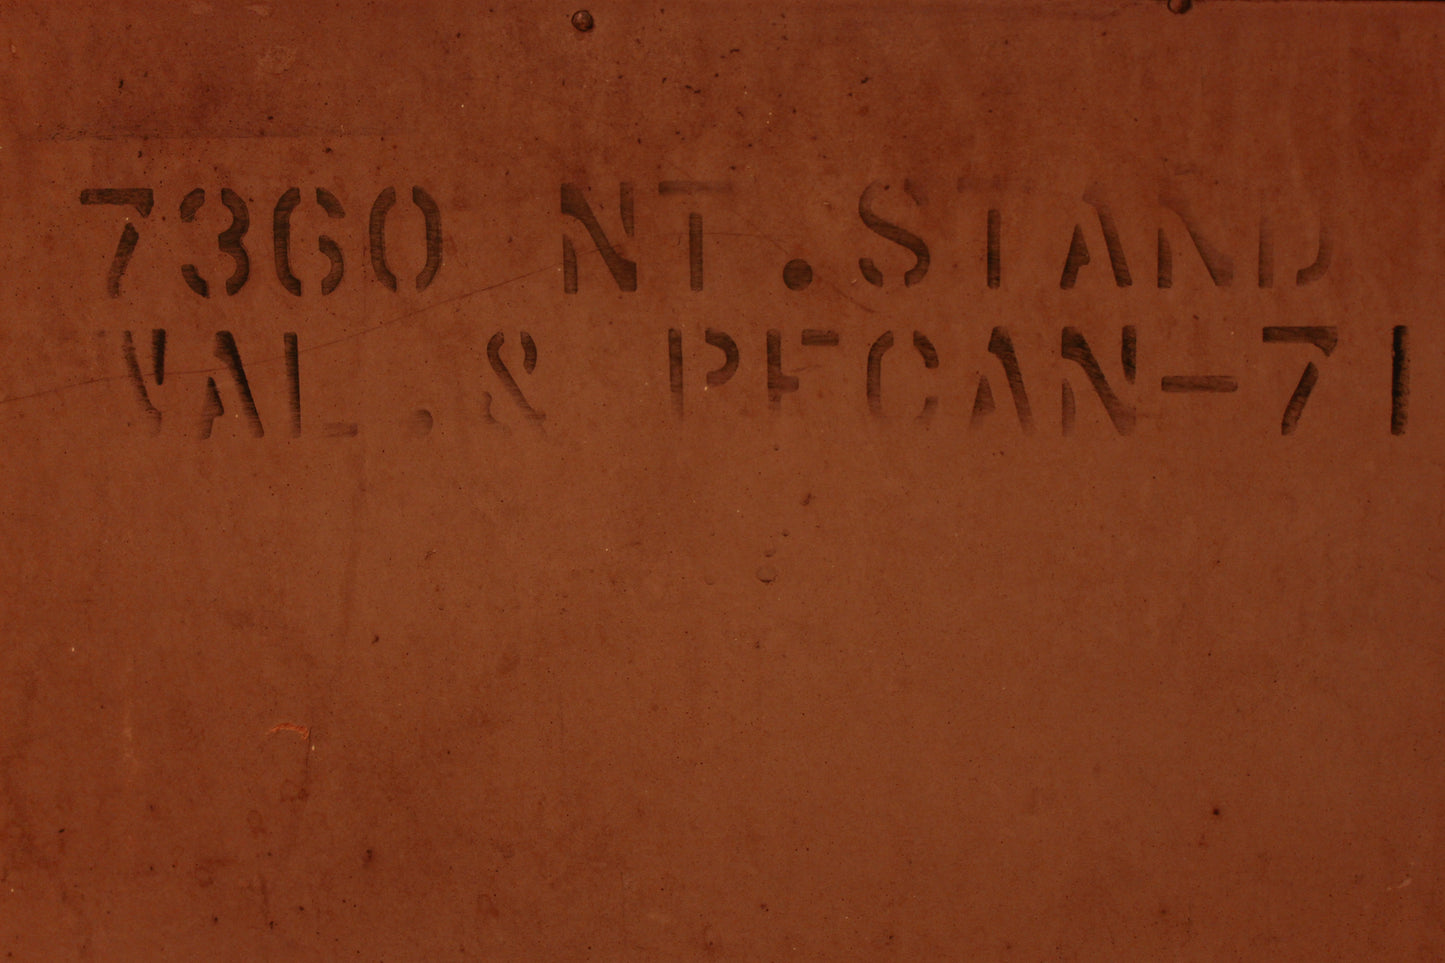 7360 NT.STAND
VAL.& PECAN-71